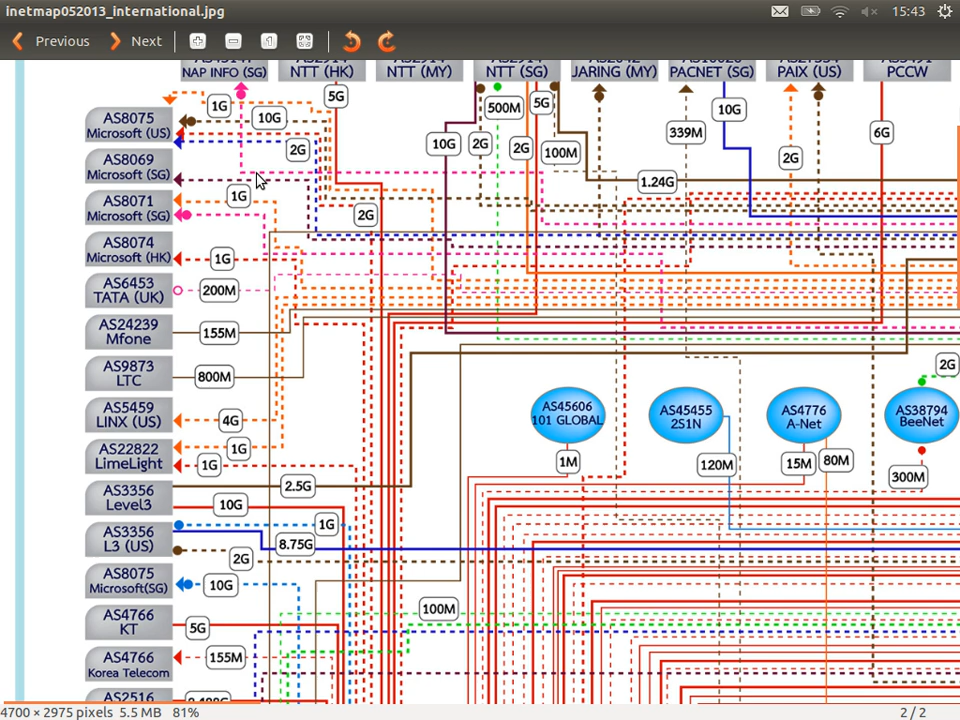 inetmap052013_international.jpg
15:43
Previous
Next
NAP INFO (SG)
NTT (HK)
NTT (MY)
NTT (SG)
JARING (MY)
PACNET (SG)
PAIX (US)
PCCW
5G
1G
10G
500M
5G
10G
339M
6G
AS8075
Microsoft (US)
2G
10G
2G
2G
100M
2G
AS8069
Microsoft (SG)
1.24G
1G
AS8071
Microsoft (SG)
2G
AS8074
Microsoft (HK)
1G
AS6453
TATA (UK)
200M
AS24239
Mfone
155M
AS9873
LTC
800M
2G
AS5459
LINX (US)
4G
AS45606
101 GLOBAL
AS45455
2S1N
AS4776
A-Net
AS38794
BeeNet
AS22822
LimeLight
1G
1G
1M
120M
15M
80M
300M
AS3356
Level3
2.5G
10G
AS3356
L3 (US)
1G
8.75G
2G
AS8075
Microsoft(SG)
10G
AS4766
KT
5G
100M
AS4766
Korea Telecom
155M
AS2516
4700 × 2975 pixels 5.5 MB 81%
2 / 2